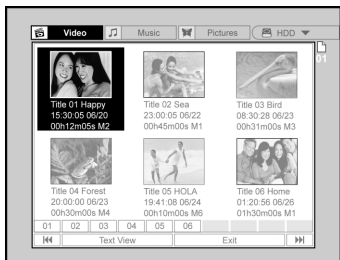 Video Music Pictures HDD
01
Title 01 Happy
15:30:05 06/20
00h12m05s M2
Title 02 Sea
23:00:05 06/22
00h45m00s M1
Title 03 Bird
08:30:28 06/23
00h31m00s M3
Title 04 Forest
20:00:00 06/23
00h30m00s M4
Title 05 HOLA
19:41:08 06/24
00h10m00s M6
Title 06 Home
01:20:56 06/26
01h30m00s M1
01 02 03 04 05 06
Text View Exit